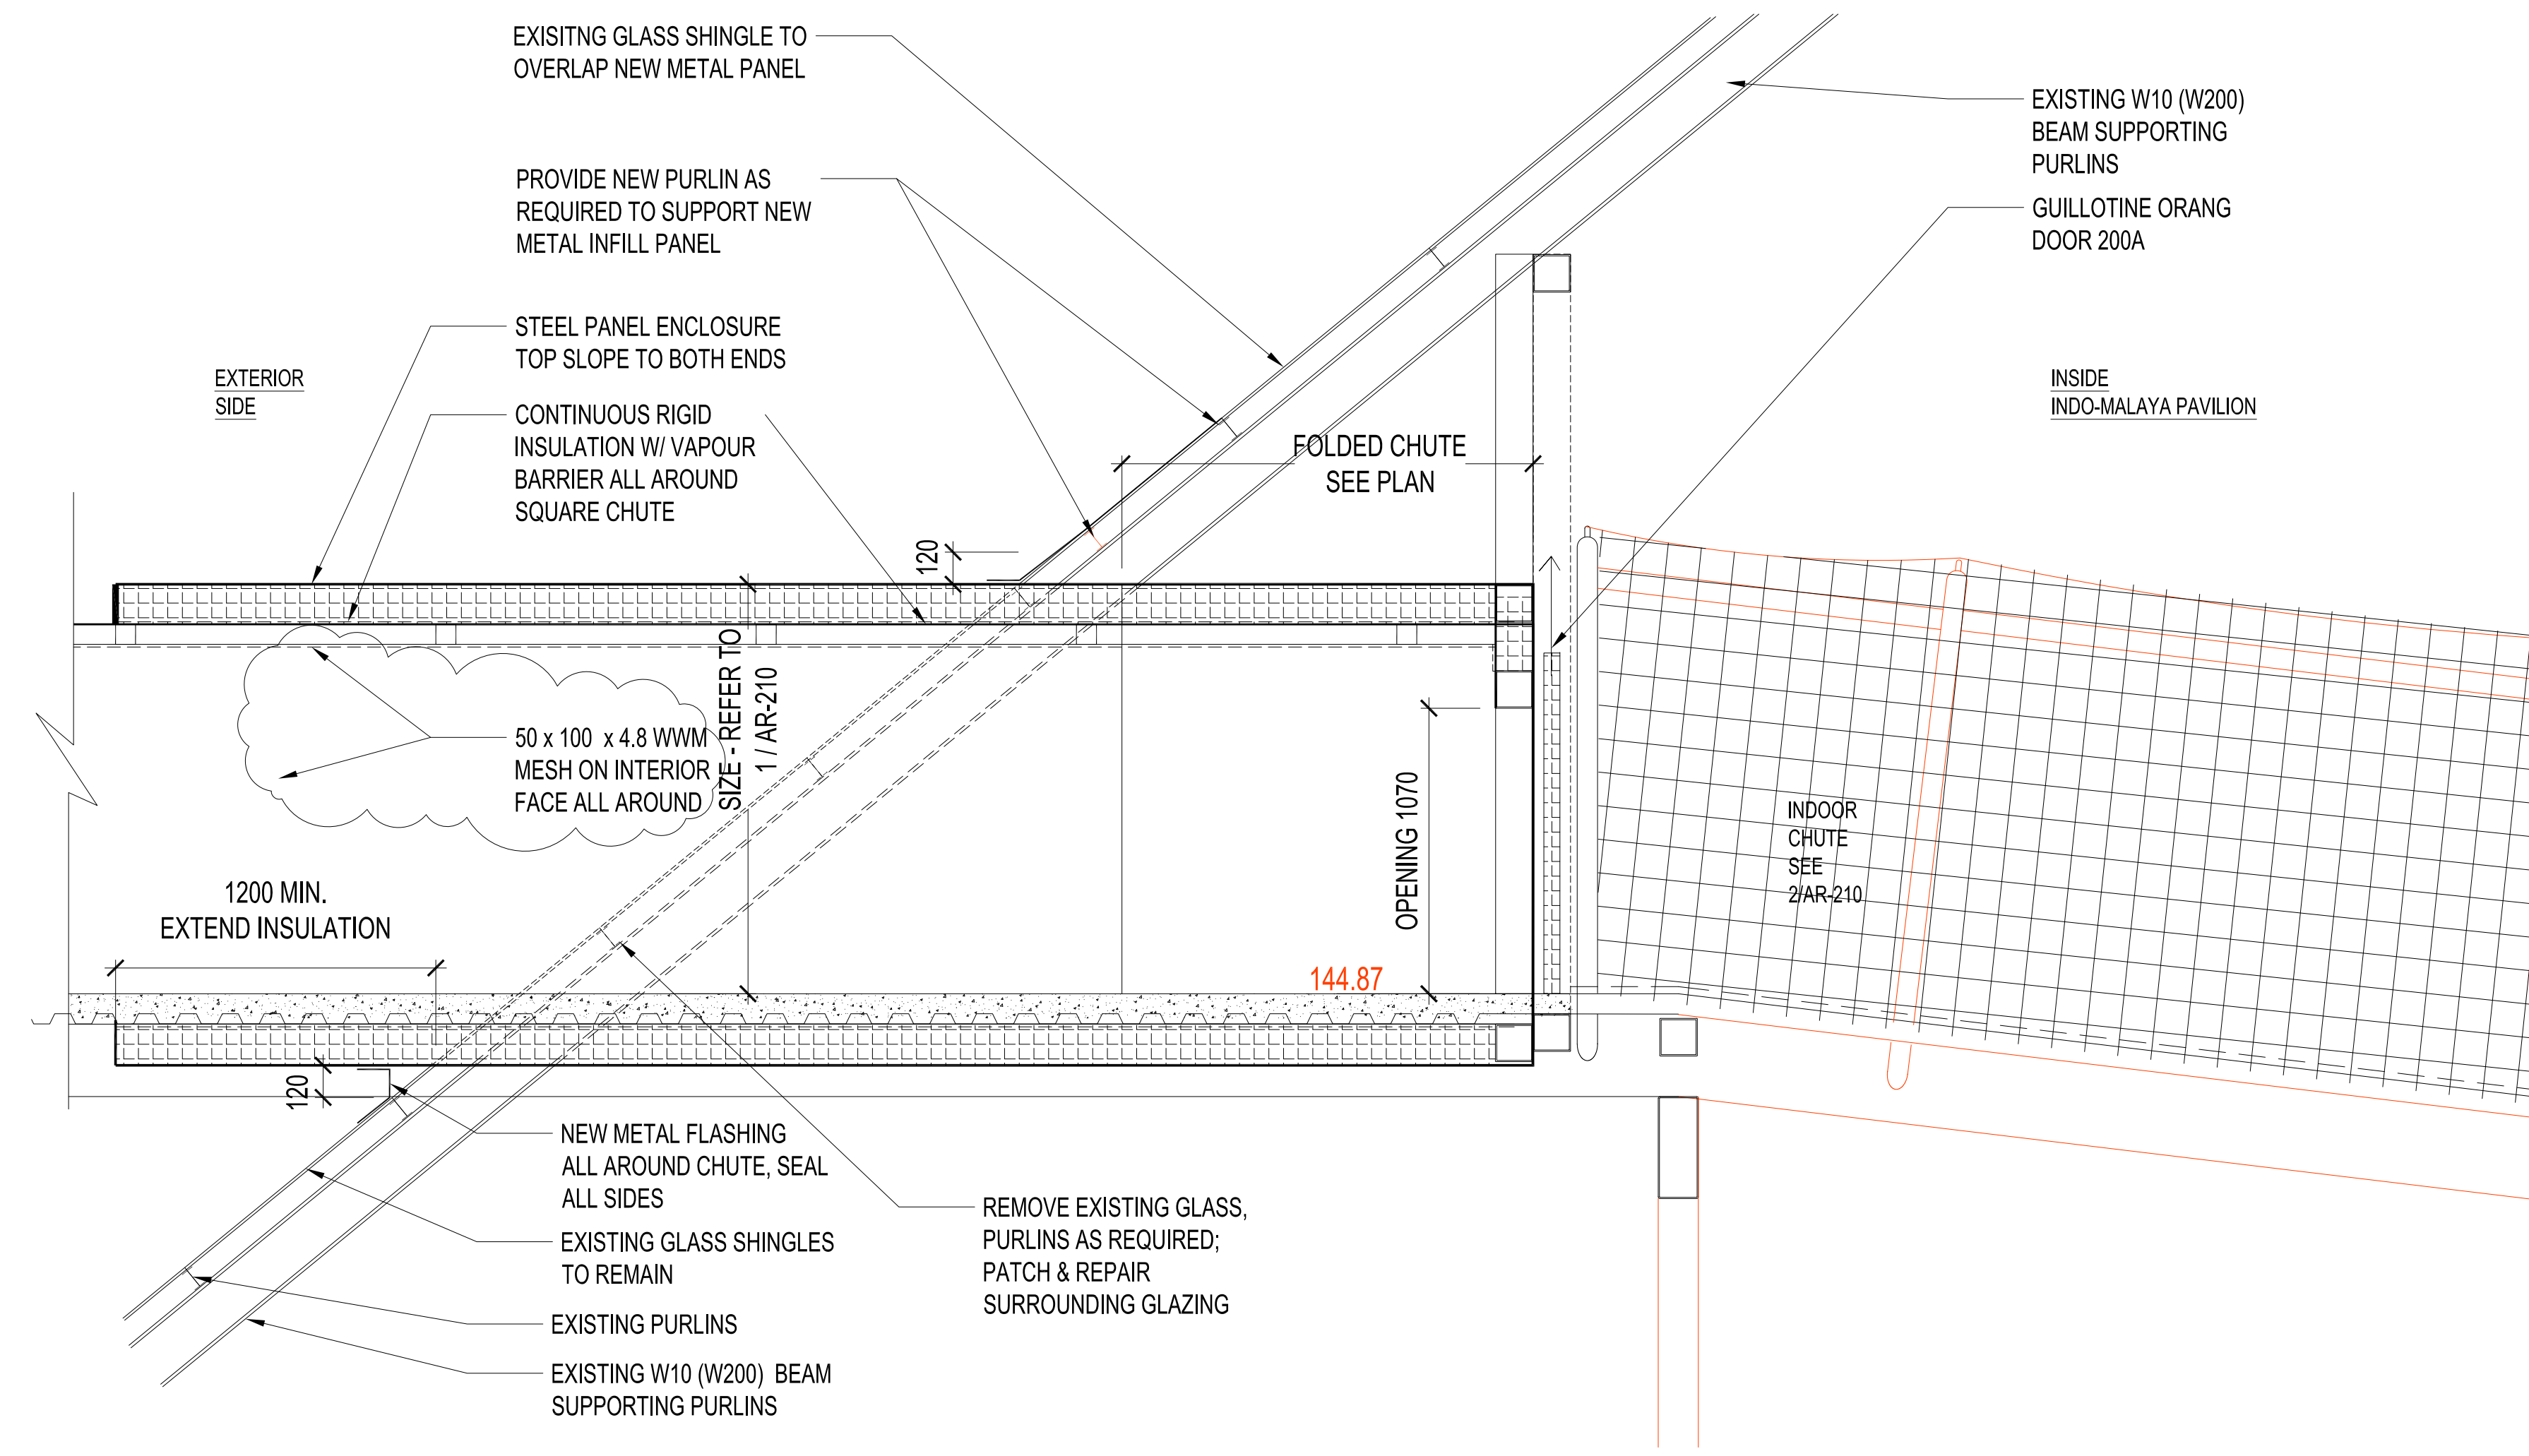 EXISITNG GLASS SHINGLE TO
OVERLAP NEW METAL PANEL
PROVIDE NEW PURLIN AS
REQUIRED TO SUPPORT NEW
METAL INFILL PANEL
STEEL PANEL ENCLOSURE
TOP SLOPE TO BOTH ENDS
CONTINUOUS RIGID
INSULATION W/ VAPOUR
BARRIER ALL AROUND
SQUARE CHUTE
EXTERIOR
SIDE
EXISTING W10 (W200)
BEAM SUPPORTING
PURLINS
GUILLOTINE ORANG
DOOR 200A
INSIDE
INDO-MALAYA PAVILION
FOLDED CHUTE
SEE PLAN
120
SIZE - REFER TO
1 / AR-210
50 x 100  x 4.8 WWM
MESH ON INTERIOR
FACE ALL AROUND
OPENING 1070
INDOOR
CHUTE
SEE
2/AR-210
1200 MIN.
EXTEND INSULATION
144.87
120
NEW METAL FLASHING
ALL AROUND CHUTE, SEAL
ALL SIDES
EXISTING GLASS SHINGLES
TO REMAIN
EXISTING PURLINS
EXISTING W10 (W200)  BEAM
SUPPORTING PURLINS
REMOVE EXISTING GLASS,
PURLINS AS REQUIRED;
PATCH & REPAIR
SURROUNDING GLAZING